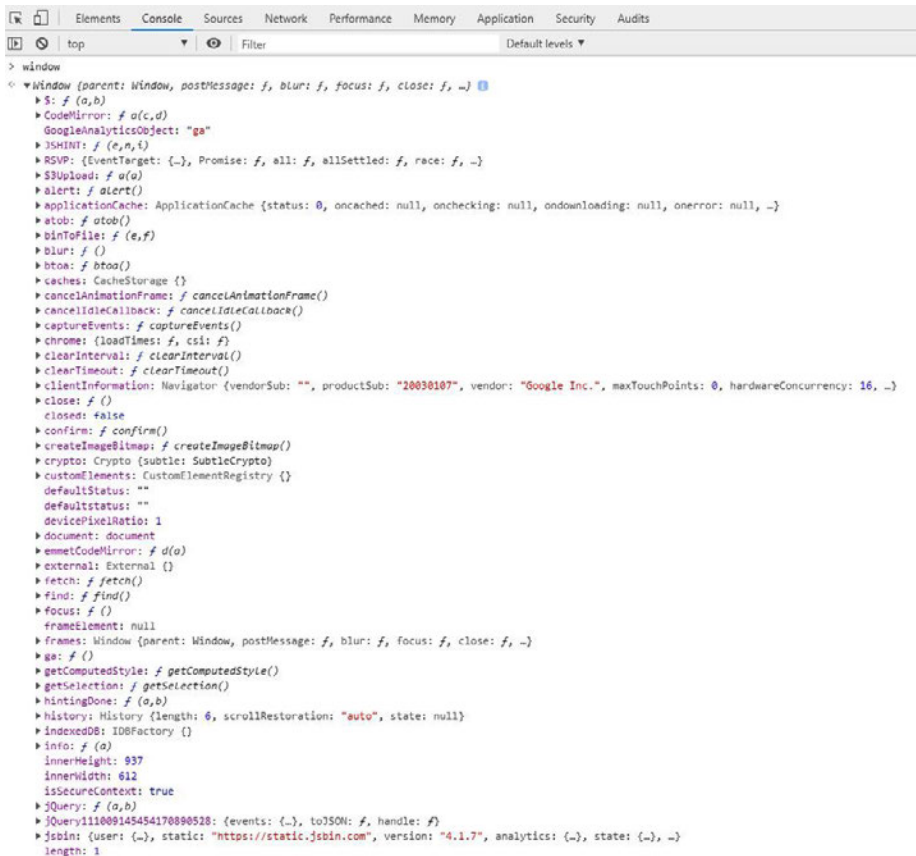 Elements Console Sources Network Performance Memory Application Security Audits
top ▼ Filter Default levels ▼
> window
▼Window {parent: Window, postMessage: ƒ, blur: ƒ, focus: ƒ, close: ƒ, …}
▶$: ƒ (a,b)
▶CodeMirror: ƒ a(c,d)
GoogleAnalyticsObject: "ga"
▶JSHINT: ƒ (e,n,i)
▶RSVP: {EventTarget: {…}, Promise: ƒ, all: ƒ, allSettled: ƒ, race: ƒ, …}
▶S3Upload: ƒ a(a)
▶alert: ƒ alert()
▶applicationCache: ApplicationCache {status: 0, oncached: null, onchecking: null, ondownloading: null, onerror: null, …}
▶atob: ƒ atob()
▶binToFile: ƒ (e,f)
▶blur: ƒ ()
▶btoa: ƒ btoa()
▶caches: CacheStorage {}
▶cancelAnimationFrame: ƒ cancelAnimationFrame()
▶cancelIdleCallback: ƒ cancelIdleCallback()
▶captureEvents: ƒ captureEvents()
▶chrome: {loadTimes: ƒ, csi: ƒ}
▶clearInterval: ƒ clearInterval()
▶clearTimeout: ƒ clearTimeout()
▶clientInformation: Navigator {vendorSub: "", productSub: "20030107", vendor: "Google Inc.", maxTouchPoints: 0, hardwareConcurrency: 16, …}
▶close: ƒ ()
closed: false
▶confirm: ƒ confirm()
▶createImageBitmap: ƒ createImageBitmap()
▶crypto: Crypto {subtle: SubtleCrypto}
▶customElements: CustomElementRegistry {}
defaultStatus: ""
defaultstatus: ""
devicePixelRatio: 1
▶document: document
▶emmetCodeMirror: ƒ d(a)
▶external: External {}
▶fetch: ƒ fetch()
▶find: ƒ find()
▶focus: ƒ ()
frameElement: null
▶frames: Window {parent: Window, postMessage: ƒ, blur: ƒ, focus: ƒ, close: ƒ, …}
▶ga: ƒ ()
▶getComputedStyle: ƒ getComputedStyle()
▶getSelection: ƒ getSelection()
▶hintingDone: ƒ (a,b)
▶history: History {length: 6, scrollRestoration: "auto", state: null}
▶indexedDB: IDBFactory {}
▶info: ƒ (a)
innerHeight: 937
innerWidth: 612
isSecureContext: true
▶jQuery: ƒ (a,b)
▶jQuery111009145454170890528: {events: {…}, toJSON: ƒ, handle: ƒ}
▶jsbin: {user: {…}, static: "https://static.jsbin.com", version: "4.1.7", analytics: {…}, state: {…}, …}
length: 1